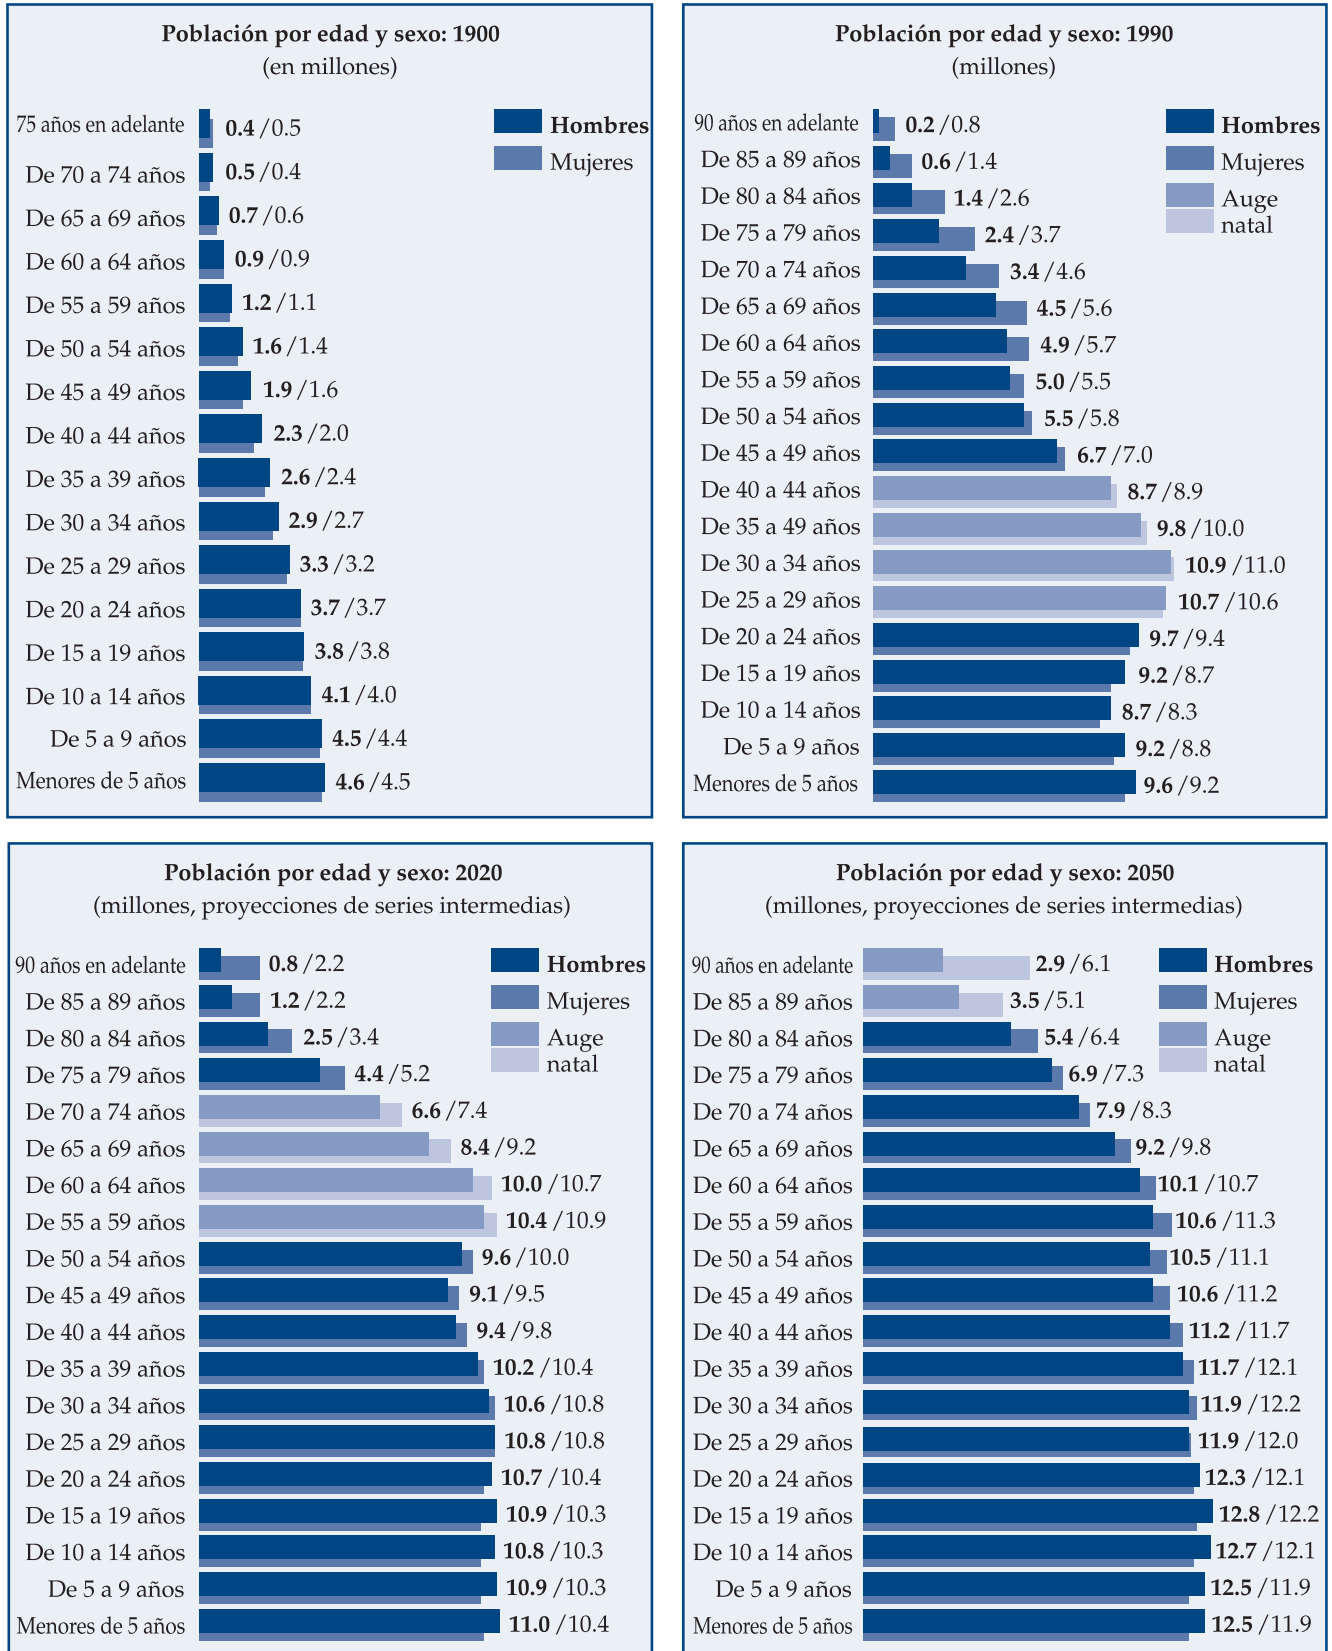 Población por edad y sexo: 1900
(en millones)
Hombres
Mujeres
75 años en adelante 0.4/0.5
De 70 a 74 años 0.5/0.4
De 65 a 69 años 0.7/0.6
De 60 a 64 años 0.9/0.9
De 55 a 59 años 1.2/1.1
De 50 a 54 años 1.6/1.4
De 45 a 49 años 1.9/1.6
De 40 a 44 años 2.3/2.0
De 35 a 39 años 2.6/2.4
De 30 a 34 años 2.9/2.7
De 25 a 29 años 3.3/3.2
De 20 a 24 años 3.7/3.7
De 15 a 19 años 3.8/3.8
De 10 a 14 años 4.1/4.0
De 5 a 9 años 4.5/4.4
Menores de 5 años 4.6/4.5
Población por edad y sexo: 1990
(millones)
Hombres
Mujeres
Auge
natal
90 años en adelante 0.2/0.8
De 85 a 89 años 0.6/1.4
De 80 a 84 años 1.4/2.6
De 75 a 79 años 2.4/3.7
De 70 a 74 años 3.4/4.6
De 65 a 69 años 4.5/5.6
De 60 a 64 años 4.9/5.7
De 55 a 59 años 5.0/5.5
De 50 a 54 años 5.5/5.8
De 45 a 49 años 6.7/7.0
De 40 a 44 años 8.7/8.9
De 35 a 49 años 9.8/10.0
De 30 a 34 años 10.9/11.0
De 25 a 29 años 10.7/10.6
De 20 a 24 años 9.7/9.4
De 15 a 19 años 9.2/8.7
De 10 a 14 años 8.7/8.3
De 5 a 9 años 9.2/8.8
Menores de 5 años 9.6/9.2
Población por edad y sexo: 2020
(millones, proyecciones de series intermedias)
Hombres
Mujeres
Auge
natal
90 años en adelante 0.8/2.2
De 85 a 89 años 1.2/2.2
De 80 a 84 años 2.5/3.4
De 75 a 79 años 4.4/5.2
De 70 a 74 años 6.6/7.4
De 65 a 69 años 8.4/9.2
De 60 a 64 años 10.0/10.7
De 55 a 59 años 10.4/10.9
De 50 a 54 años 9.6/10.0
De 45 a 49 años 9.1/9.5
De 40 a 44 años 9.4/9.8
De 35 a 39 años 10.2/10.4
De 30 a 34 años 10.6/10.8
De 25 a 29 años 10.8/10.8
De 20 a 24 años 10.7/10.4
De 15 a 19 años 10.9/10.3
De 10 a 14 años 10.8/10.3
De 5 a 9 años 10.9/10.3
Menores de 5 años 11.0/10.4
Población por edad y sexo: 2050
(millones, proyecciones de series intermedias)
Hombres
Mujeres
Auge
natal
90 años en adelante 2.9/6.1
De 85 a 89 años 3.5/5.1
De 80 a 84 años 5.4/6.4
De 75 a 79 años 6.9/7.3
De 70 a 74 años 7.9/8.3
De 65 a 69 años 9.2/9.8
De 60 a 64 años 10.1/10.7
De 55 a 59 años 10.6/11.3
De 50 a 54 años 10.5/11.1
De 45 a 49 años 10.6/11.2
De 40 a 44 años 11.2/11.7
De 35 a 39 años 11.7/12.1
De 30 a 34 años 11.9/12.2
De 25 a 29 años 11.9/12.0
De 20 a 24 años 12.3/12.1
De 15 a 19 años 12.8/12.2
De 10 a 14 años 12.7/12.1
De 5 a 9 años 12.5/11.9
Menores de 5 años 12.5/11.9